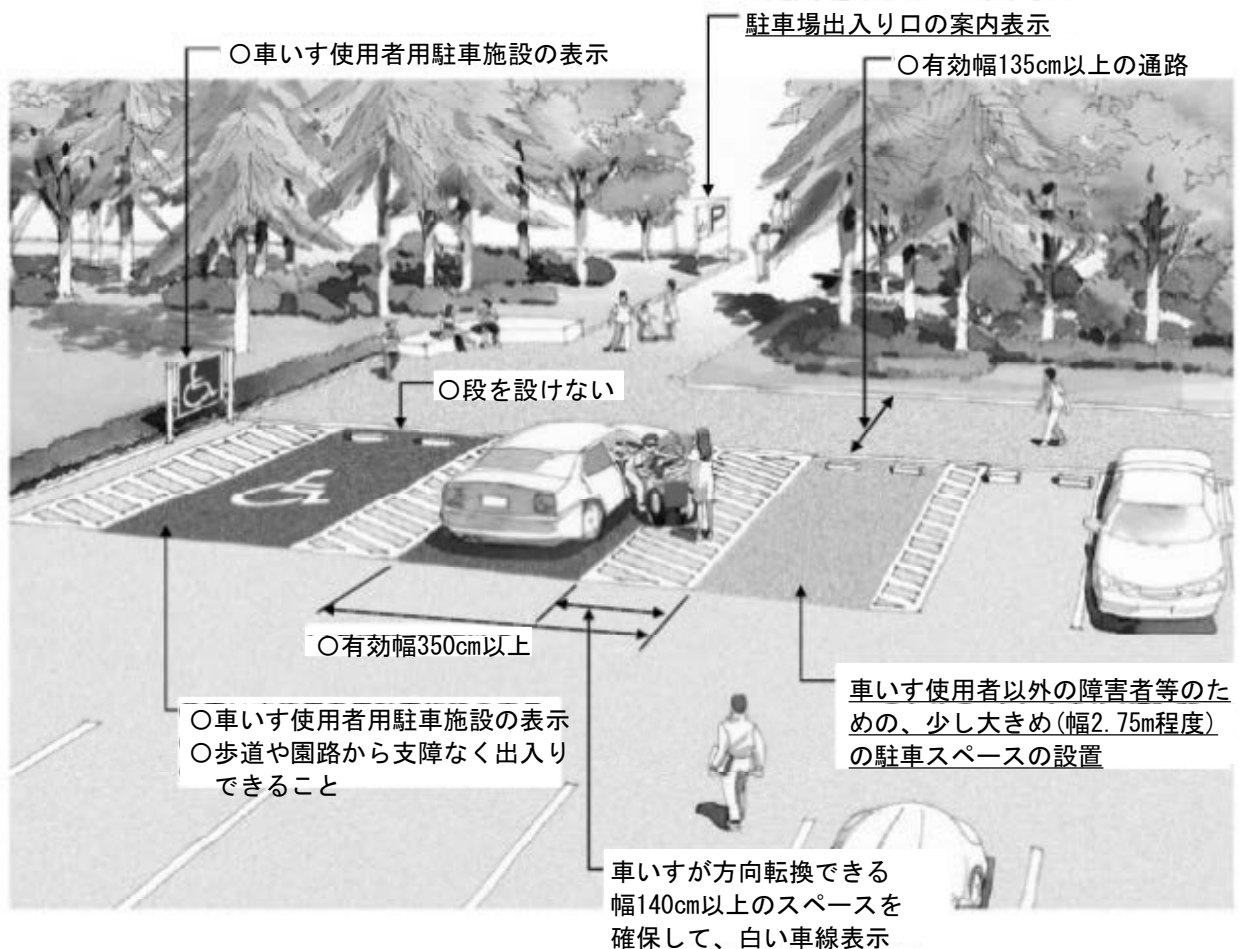 駐車場出入り口の案内表示
○車いす使用者用駐車施設の表示
○有効幅135cm以上の通路
P
○段を設けない
○有効幅350cm以上
○車いす使用者用駐車施設の表示
○歩道や園路から支障なく出入り
できること
車いす使用者以外の障害者等のた
めの、少し大きめ(幅2.75m程度)
の駐車スペースの設置
車いすが方向転換できる
幅140cm以上のスペースを
確保して、白い車線表示